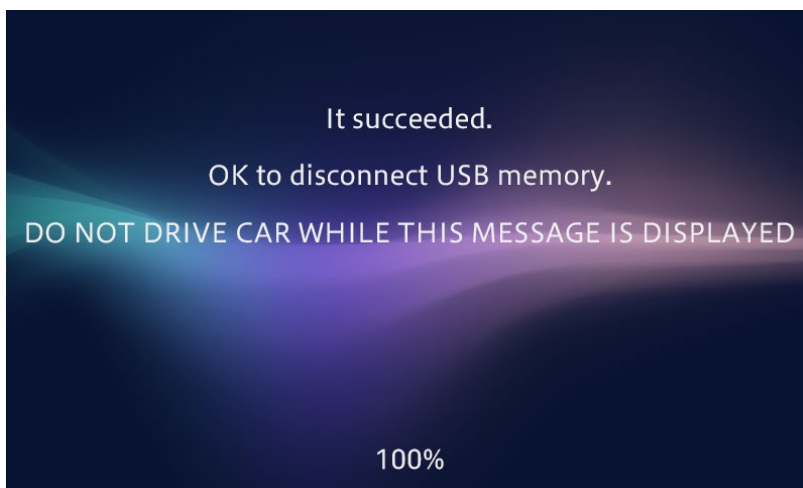 It succeeded.
OK to disconnect USB memory.
DO NOT DRIVE CAR WHILE THIS MESSAGE IS DISPLAYED
100%